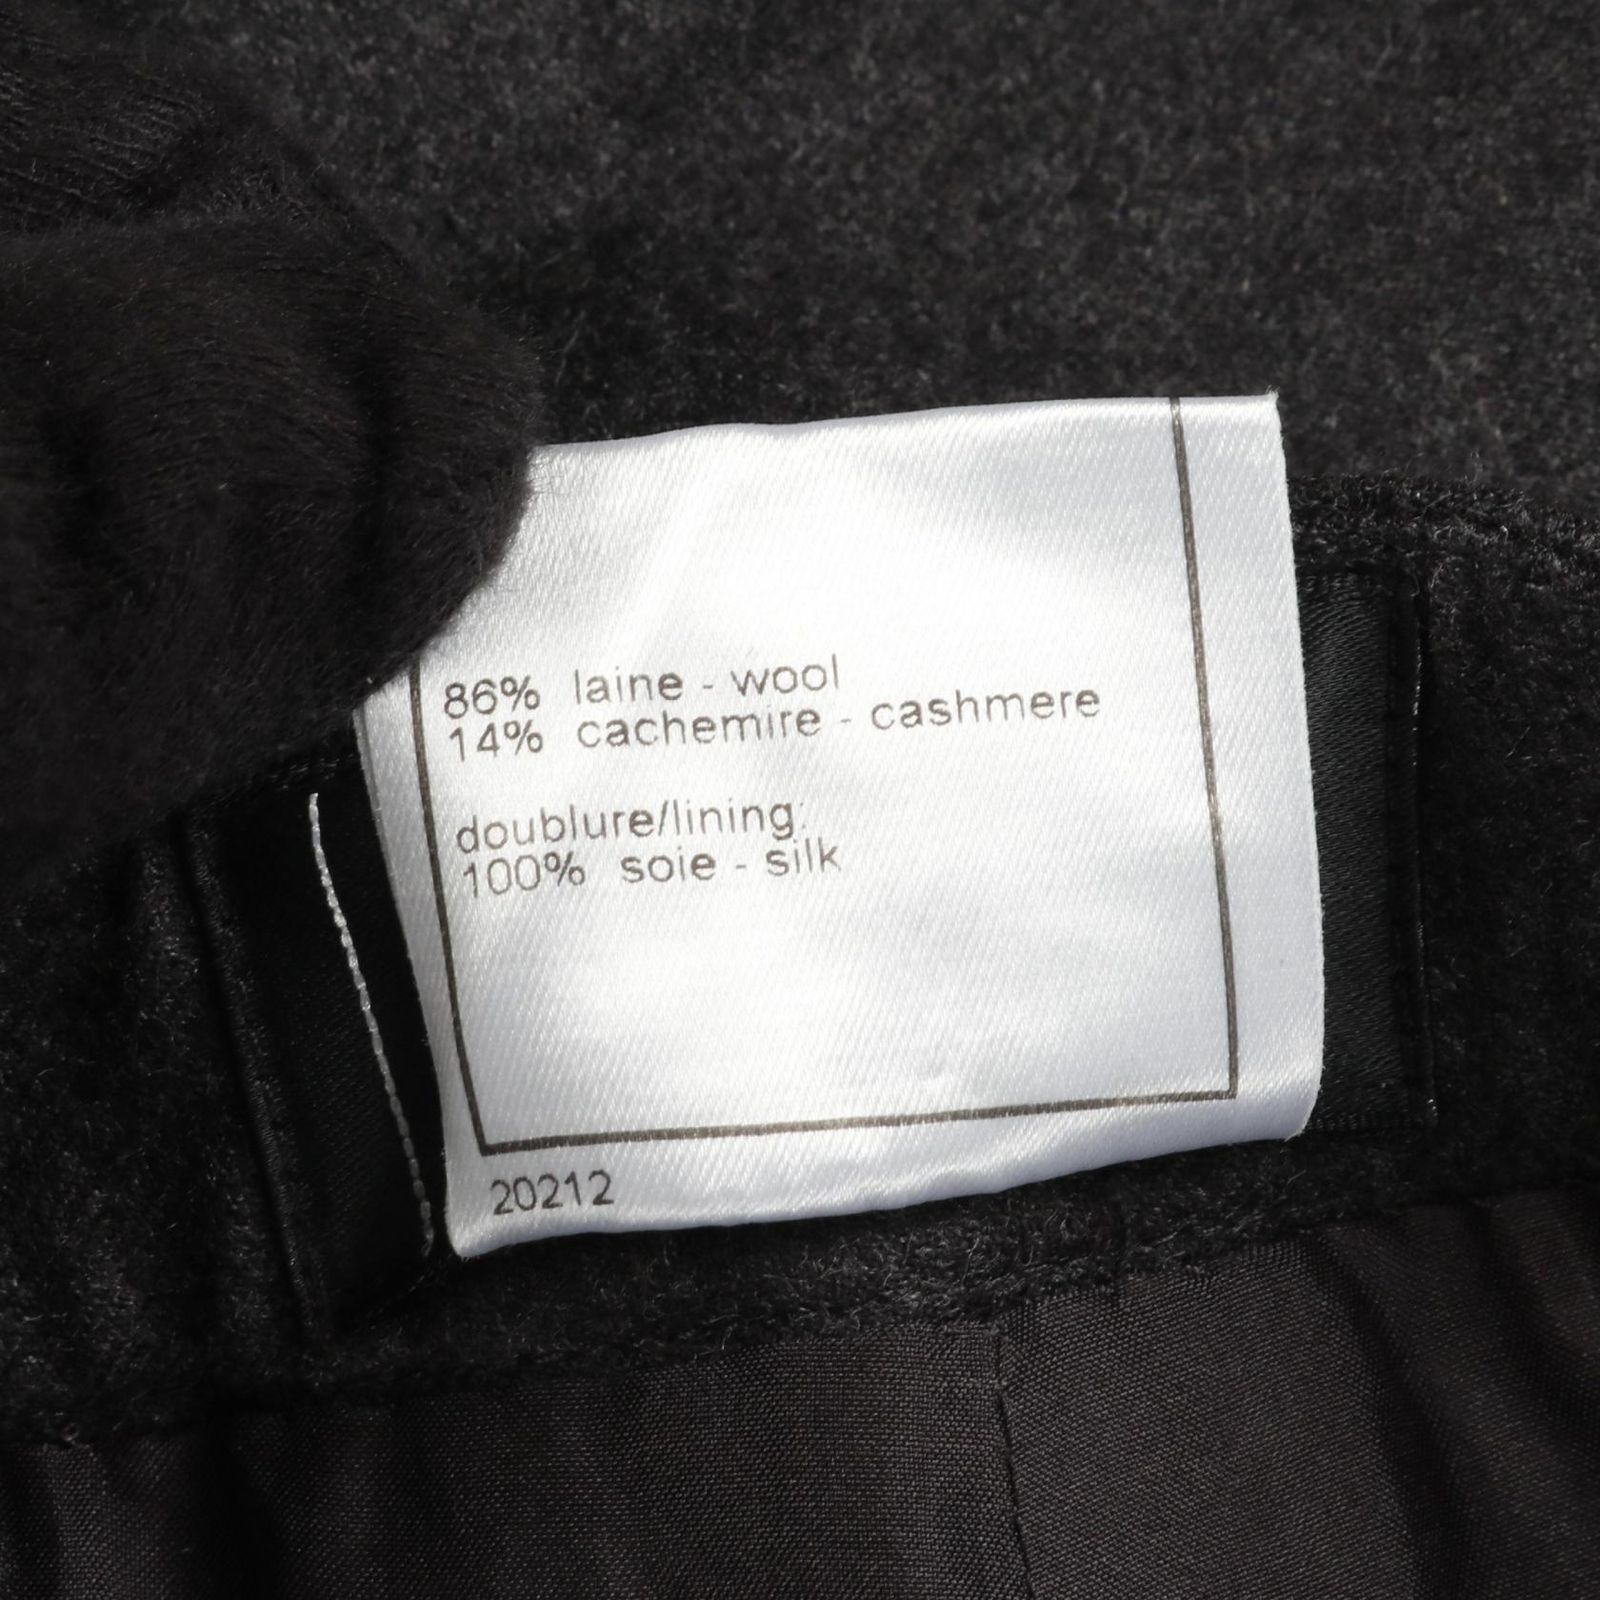 86% laine - wool
14% cachemire - cashmere
doublure/lining:
100% soie - silk
20212